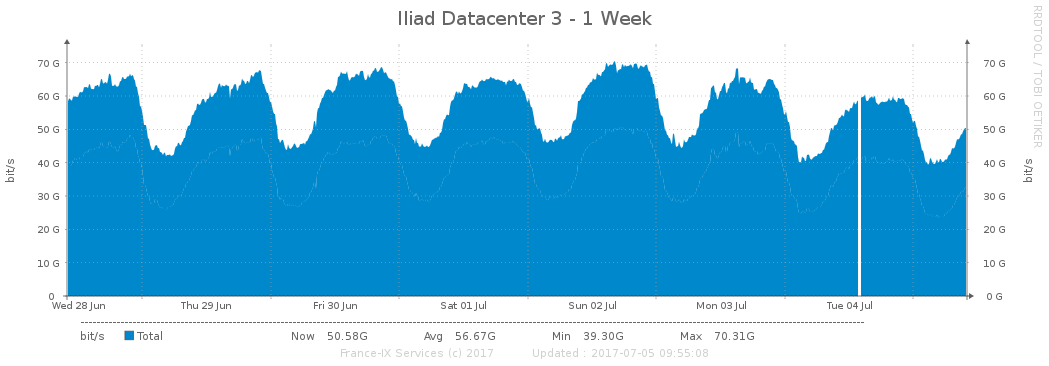 Iliad Datacenter 3 - 1 Week
RRDTOOL / TOBI OETIKER
bit/s
70 G 70 G
60 G 60 G
50 G 50 G
40 G 40 G
30 G 30 G
20 G 20 G
10 G 10 G
0 0 G
bit/s
Wed 28 Jun Thu 29 Jun Fri 30 Jun Sat 01 Jul Sun 02 Jul Mon 03 Jul Tue 04 Jul
bit/s Total Now 50.58G Avg 56.67G Min 39.30G Max 70.31G
France-IX Services (c) 2017 Updated : 2017-07-05 09:55:08